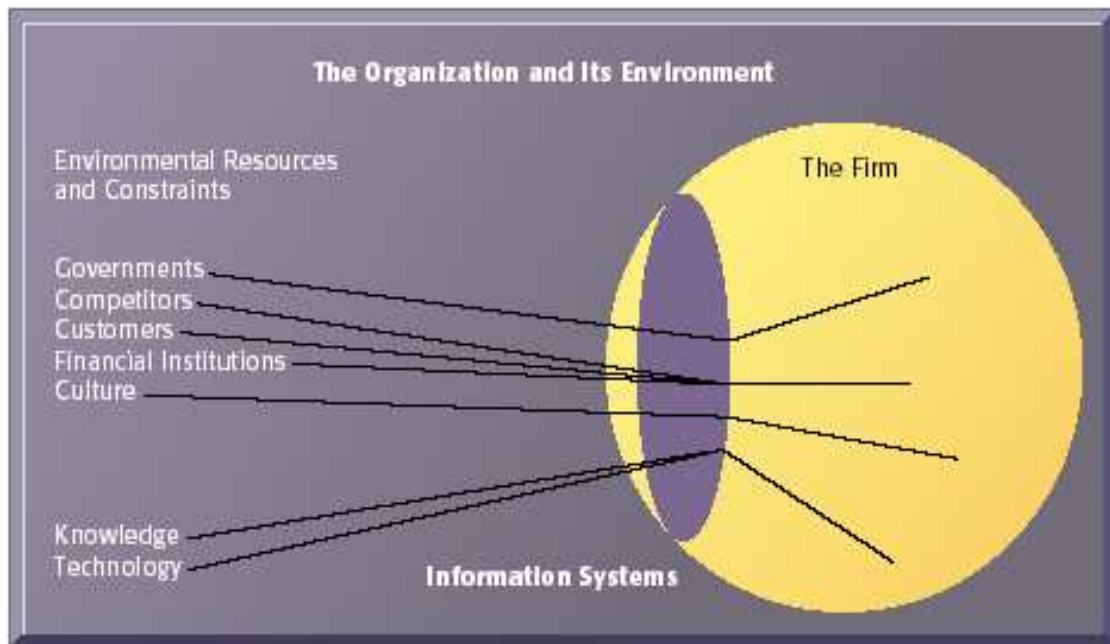 The Organization and Its Environment
Environmental Resources
and Constraints
The Firm
Governments
Competitors
Customers
Financial Institutions
Culture
Knowledge
Technology
Information Systems